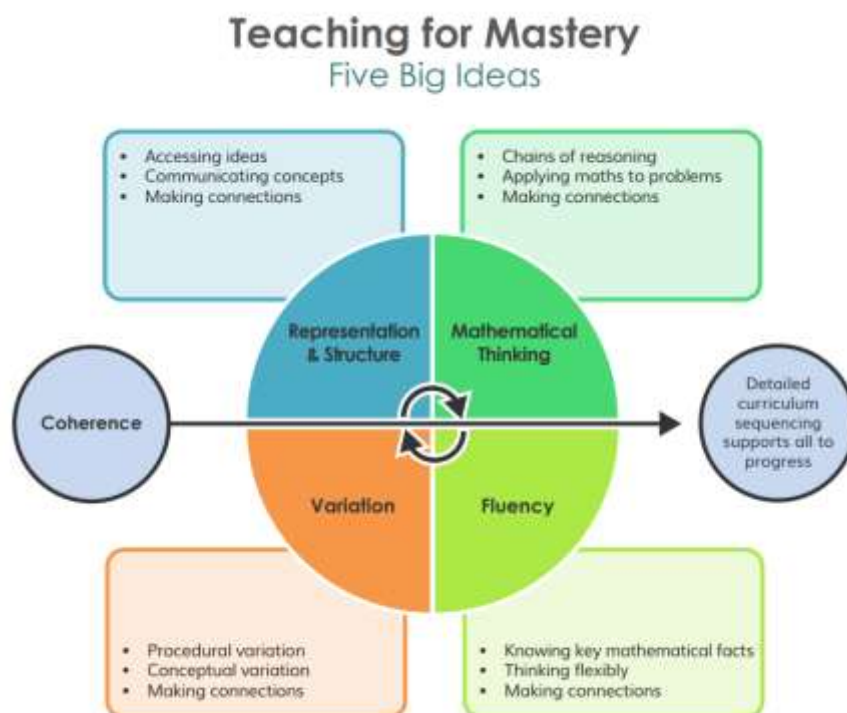 Teaching for Mastery
Five Big Ideas
Accessing ideas
Communicating concepts
Making connections
Chains of reasoning
Applying maths to problems
Making connections
Representation
& Structure
Mathematical
Thinking
Coherence
Detailed
curriculum
sequencing
supports all to
progress
Variation
Fluency
Procedural variation
Conceptual variation
Making connections
Knowing key mathematical facts
Thinking flexibly
Making connections